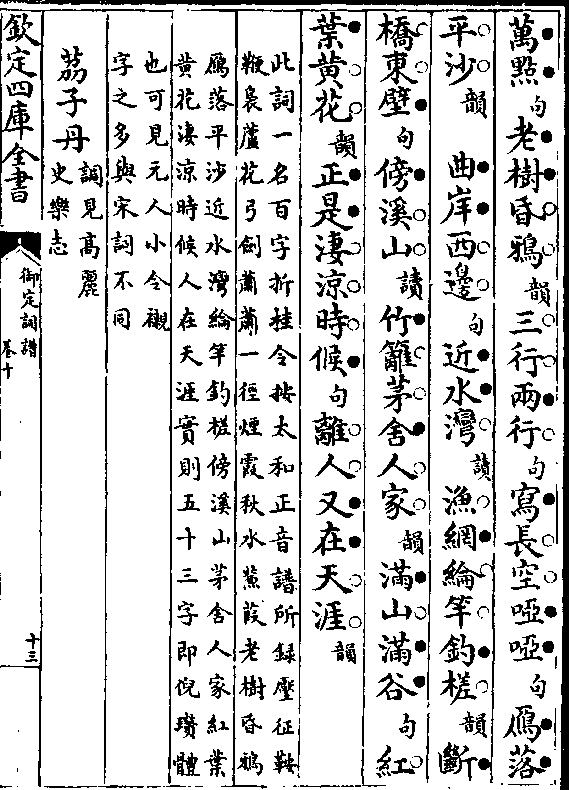 萬點句老樹昏鴉韻三行兩行句寫長空啞啞句鴈落
平沙韻 曲岸西邊句近水灣讀漁網綸竿釣槎韻斷
橋東壁句傍溪山讀竹籬茅舍人家韻滿山滿谷句紅
葉黄花韻正是淒涼時候句離人又在天涯韻
此詞一名百字折桂令按太和正音譜所録壓征鞍
鞭裊蘆花弓劍蕭蕭一徑煙霞秋水蒹葭老樹昏鴉
鴈落平沙近水灣綸竿釣槎傍溪山茅舍人家紅葉
黄花淒涼時候人在天涯實則五十三字即倪瓚體
也可見元人小令襯
字之多與宋詞不同
茘子丹
調見高麗
史樂志
欽定四庫全書
御定詞譜
卷十
十三